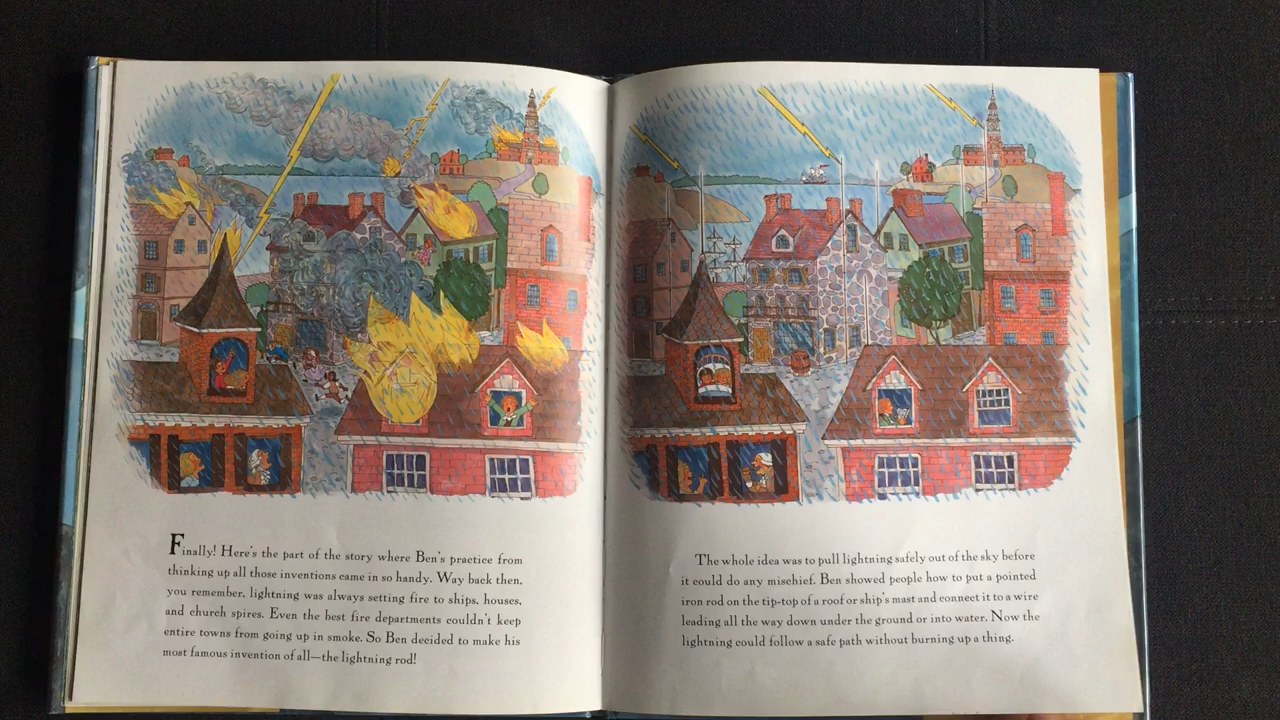 Finally! Here's the part of the story where Ben's practice from
thinking up all those inventions came in so handy. Way back then,
you remember, lightning was always setting fire to ships, houses,
and church spires. Even the best fire departments couldn't keep
entire towns from going up in smoke. So Ben decided to make his
most famous invention of all—the lightning rod!
The whole idea was to pull lightning safely out of the sky before
it could do any mischief. Ben showed people how to put a pointed
iron rod on the tip-top of a roof or ship's mast and connect it to a wire
leading all the way down under the ground or into water. Now the
lightning could follow a safe path without burning up a thing.